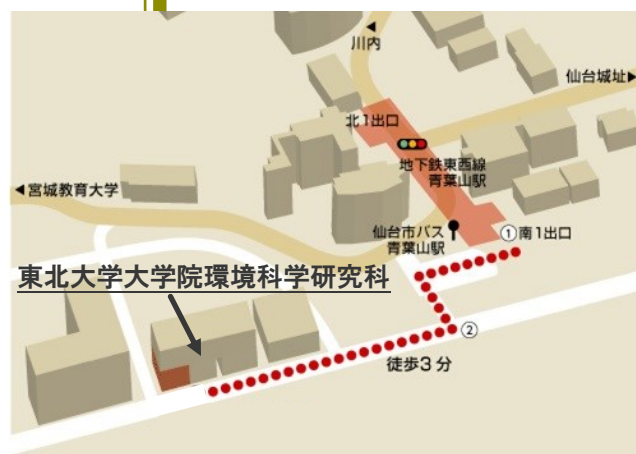 川内
仙台城址
北1出口
地下鉄東西線
青葉山駅
宮城教育大学
仙台市バス
青葉山駅
①南1出口
東北大学大学院環境科学研究科
②
徒歩3分